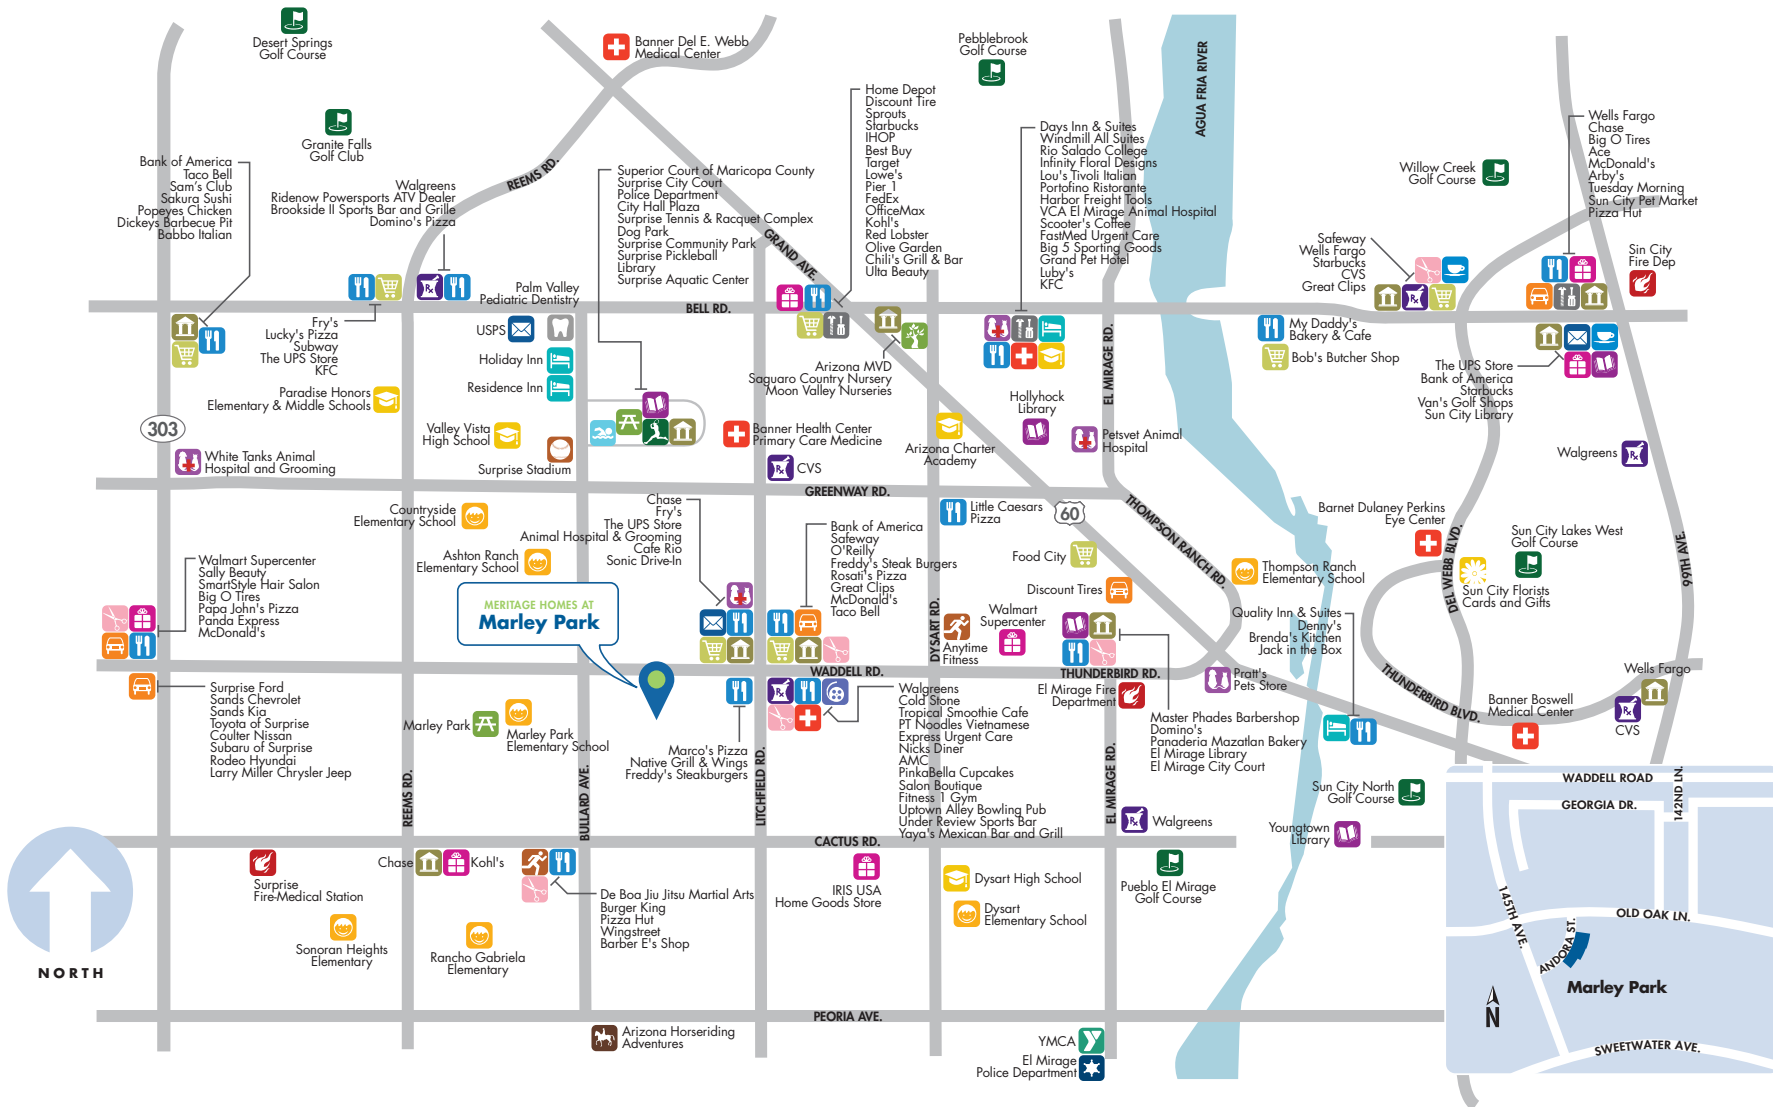 Desert Springs
Golf Course
Banner Del E. Webb
Medical Center
Pebblebrook
Golf Course
AGUA FRIA RIVER
Granite Falls
Golf Club
Bank of America
Taco Bell
Sam's Club
Sakura Sushi
Popeyes Chicken
Dickeys Barbecue Pit
Babbo Italian
REEMS RD.
Walgreens
Ridenow Powersports ATV Dealer
Brookside II Sports Bar and Grille
Domino's Pizza
Superior Court of Maricopa County
Surprise City Court
Police Department
City Hall Plaza
Surprise Tennis & Racquet Complex
Dog Park
Surprise Community Park
Surprise Pickleball
Library
Surprise Aquatic Center
GRAND AVE.
Home Depot
Discount Tire
Sprouts
Starbucks
IHOP
Best Buy
Target
Lowe's
Pier 1
FedEx
OfficeMax
Kohl's
Red Lobster
Olive Garden
Chili's Grill & Bar
Ulta Beauty
Days Inn & Suites
Windmill All Suites
Rio Salado College
Infinity Floral Designs
Lou's Tivoli Italian
Portofino Ristorante
Harbor Freight Tools
VCA El Mirage Animal Hospital
Scooter's Coffee
FastMed Urgent Care
Big 5 Sporting Goods
Grand Pet Hotel
Luby's
KFC
Willow Creek
Golf Course
Wells Fargo
Chase
Big O Tires
Ace
McDonald's
Arby's
Tuesday Morning
Sun City Pet Market
Pizza Hut
Safeway
Wells Fargo
Starbucks
CVS
Great Clips
Sin City
Fire Dep
Palm Valley
Pediatric Dentistry
BELL RD.
Fry's
Lucky's Pizza
Subway
The UPS Store
KFC
USPS
Holiday Inn
Residence Inn
Arizona MVD
Saguaro Country Nursery
Moon Valley Nurseries
EL MIRAGE RD.
My Daddy's
Bakery & Cafe
Bob's Butcher Shop
The UPS Store
Bank of America
Starbucks
Van's Golf Shops
Sun City Library
Paradise Honors
Elementary & Middle Schools
303
Valley Vista
High School
Surprise Stadium
Banner Health Center
Primary Care Medicine
CVS
Arizona Charter
Academy
Hollyhock
Library
Petsvet Animal
Hospital
Walgreens
White Tanks Animal
Hospital and Grooming
GREENWAY RD.
Countryside
Elementary School
Ashton Ranch
Elementary School
Chase
Fry's
The UPS Store
Animal Hospital & Grooming
Cafe Rio
Sonic Drive-In
Bank of America
Safeway
O'Reilly
Freddy's Steak Burgers
Rosati's Pizza
Great Clips
McDonald's
Taco Bell
Little Caesars
Pizza
60
THOMPSON RANCH RD.
Food City
Discount Tires
Thompson Ranch
Elementary School
Barnet Dulaney Perkins
Eye Center
DEL WEBB BLVD.
Sun City Lakes West
Golf Course
Sun City Florists
Cards and Gifts
99TH AVE.
Walmart Supercenter
Sally Beauty
SmartStyle Hair Salon
Big O Tires
Papa John's Pizza
Panda Express
McDonald's
MERITAGE HOMES AT
Marley Park
DYSART RD.
Anytime
Fitness
Walmart
Supercenter
Quality Inn & Suites
Denny's
Brenda's Kitchen
Jack in the Box
WADDELL RD.
THUNDERBIRD RD.
THUNDERBIRD BLVD.
Wells Fargo
CVS
Banner Boswell
Medical Center
Pratt's
Pets Store
El Mirage Fire
Department
Surprise Ford
Sands Chevrolet
Sands Kia
Toyota of Surprise
Coulter Nissan
Subaru of Surprise
Rodeo Hyundai
Larry Miller Chrysler Jeep
Marley Park
Marley Park
Elementary School
Marco's Pizza
Native Grill & Wings
Freddy's Steakburgers
Walgreens
Cold Stone
Tropical Smoothie Cafe
PT Noodles Vietnamese
Express Urgent Care
Nicks Diner
AMC
PinkaBella Cupcakes
Salon Boutique
Fitness 1 Gym
Uptown Alley Bowling Pub
Under Review Sports Bar
Yaya's Mexican Bar and Grill
Master Phades Barbershop
Domino's
Panaderia Mazatlan Bakery
El Mirage Library
El Mirage City Court
REEMS RD.
BULLARD AVE.
LITCHFIELD RD.
EL MIRAGE RD.
Walgreens
Sun City North
Golf Course
Youngtown
Library
CACTUS RD.
Surprise
Fire-Medical Station
Chase
Kohl's
De Boa Jiu Jitsu Martial Arts
Burger King
Pizza Hut
Wingstreet
Barber E's Shop
IRIS USA
Home Goods Store
Dysart High School
Dysart
Elementary School
Pueblo El Mirage
Golf Course
Sonoran Heights
Elementary
Rancho Gabriela
Elementary
NORTH
PEORIA AVE.
Arizona Horseriding
Adventures
YMCA
El Mirage
Police Department
WADDELL ROAD
GEORGIA DR.
142ND LN.
145TH AVE.
OLD OAK LN.
ANDORA ST.
Marley Park
N
SWEETWATER AVE.